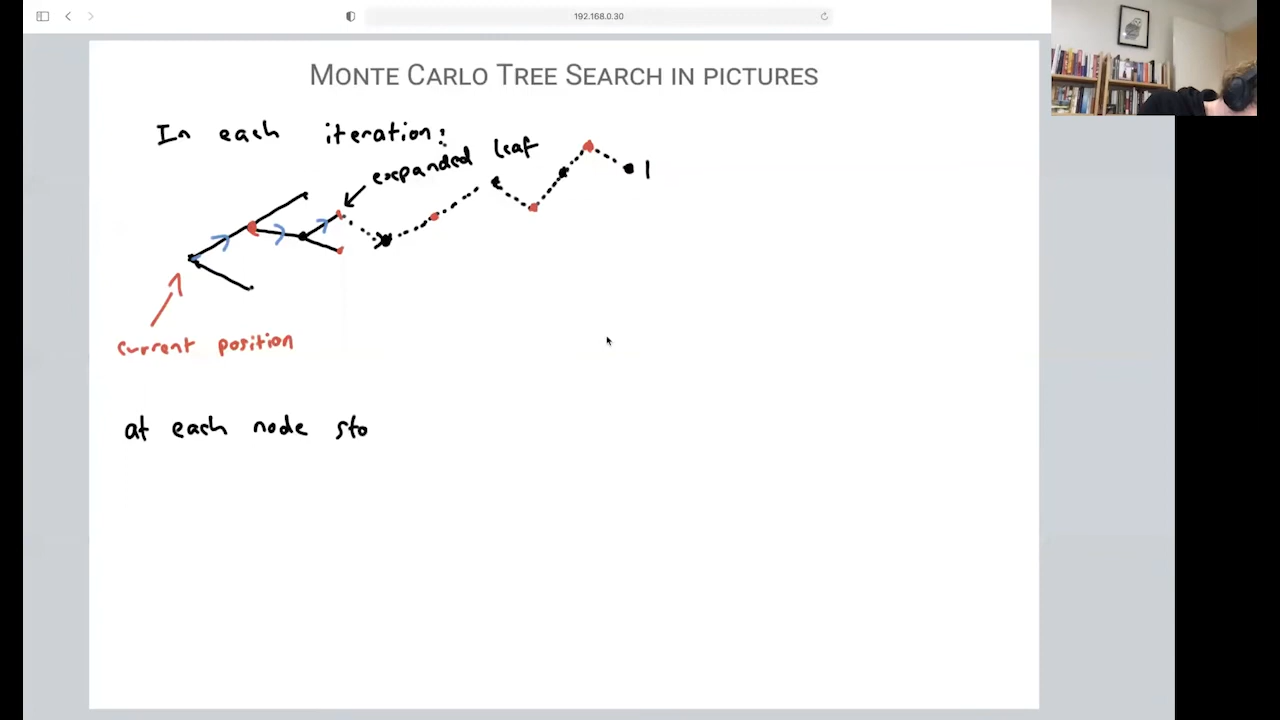 192.168.0.30
MONTE CARLO TREE SEARCH IN PICTURES
In each iteration:
expanded leaf
1
current position
at each node sto